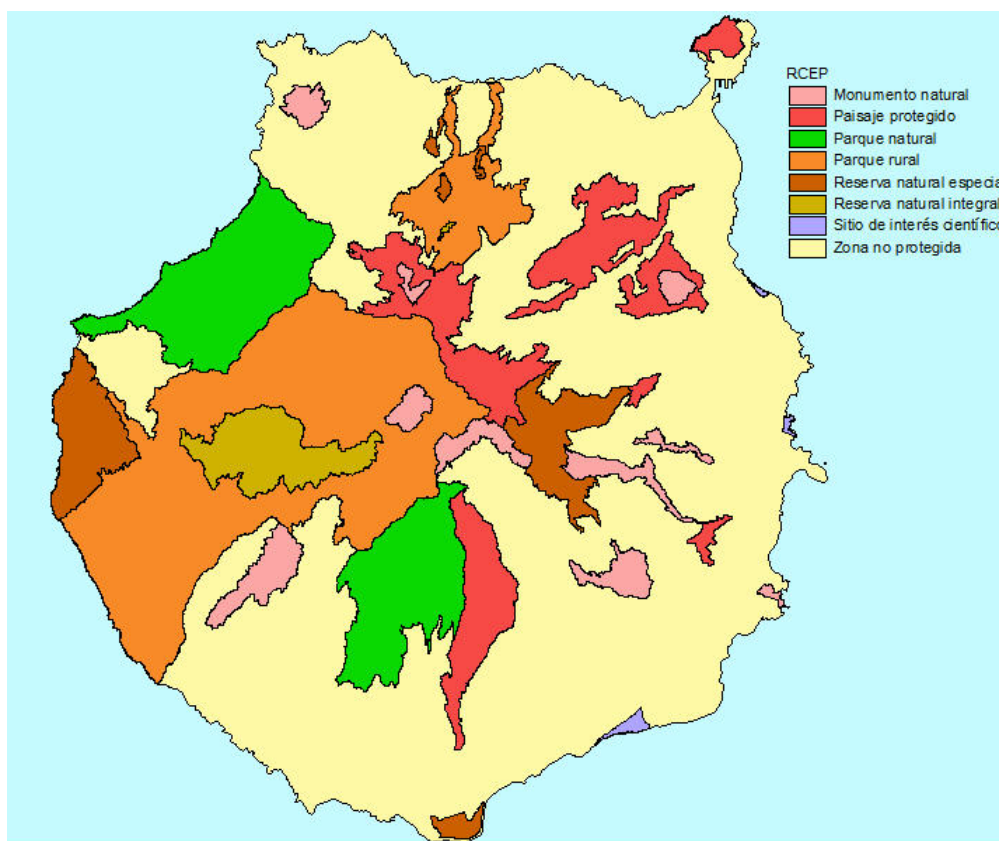 RCEP
Monumento natural
Paisaje protegido
Parque natural
Parque rural
Reserva natural especia
Reserva natural integral
Sitio de interés científico
Zona no protegida